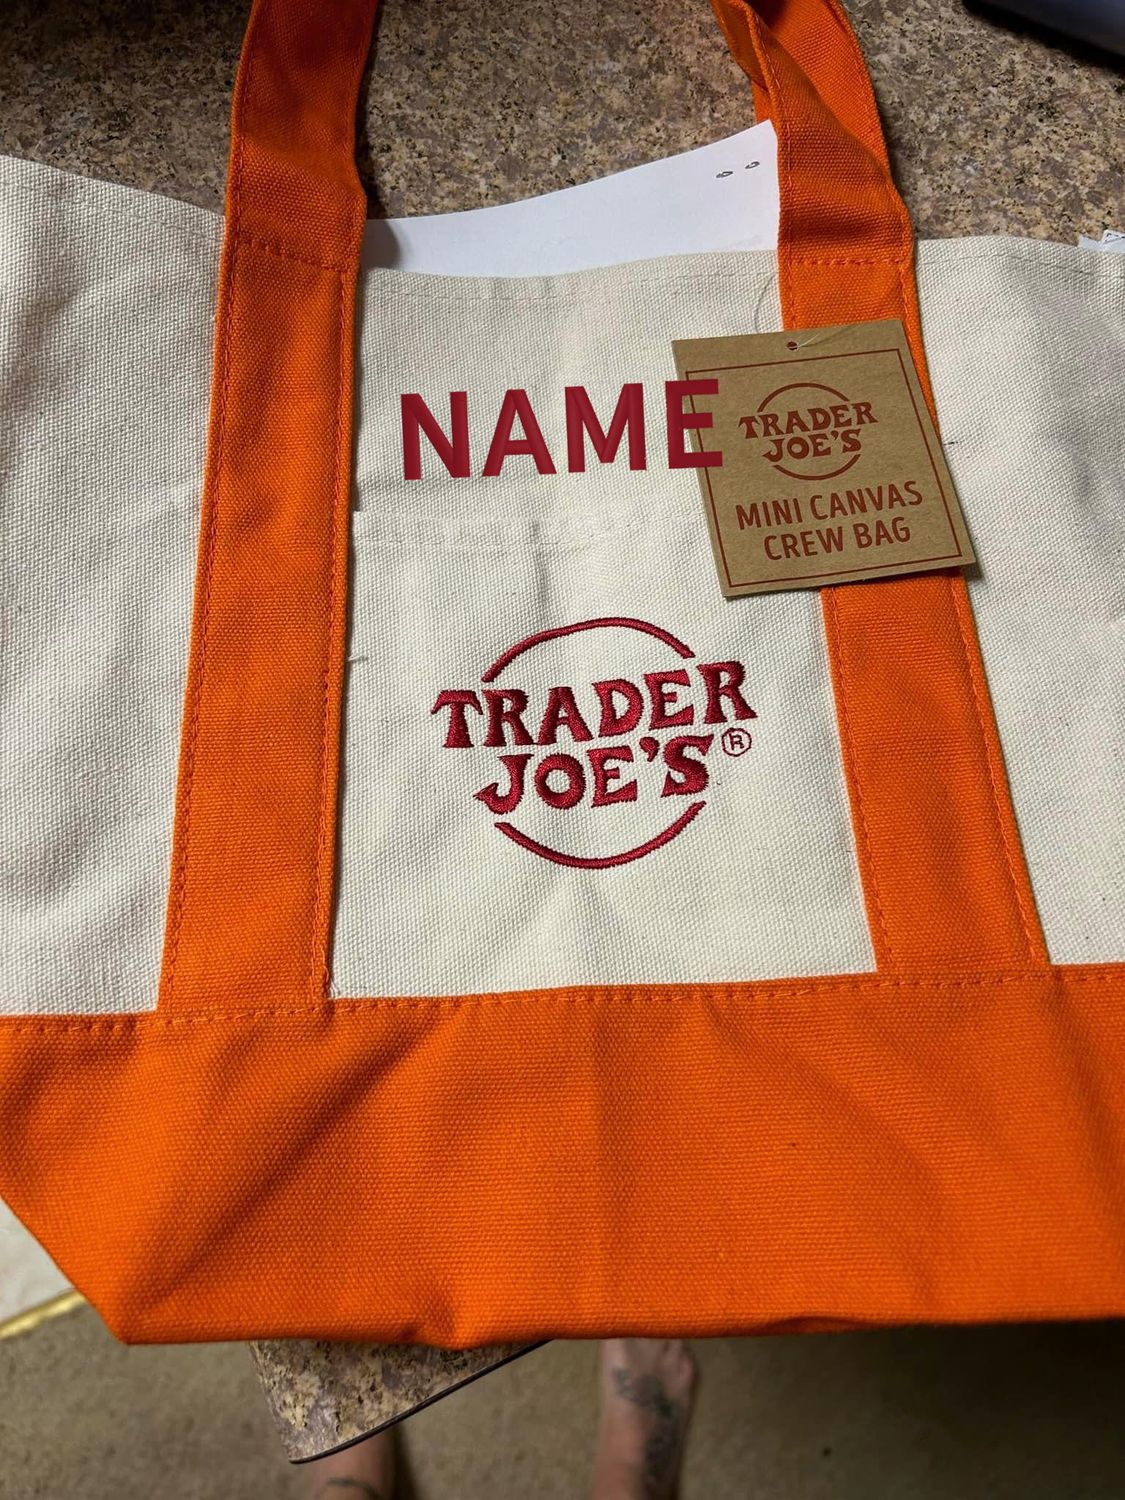 NAME
TRADER
JOE'S
MINI CANVAS
CREW BAG
TRADER
JOE'S®